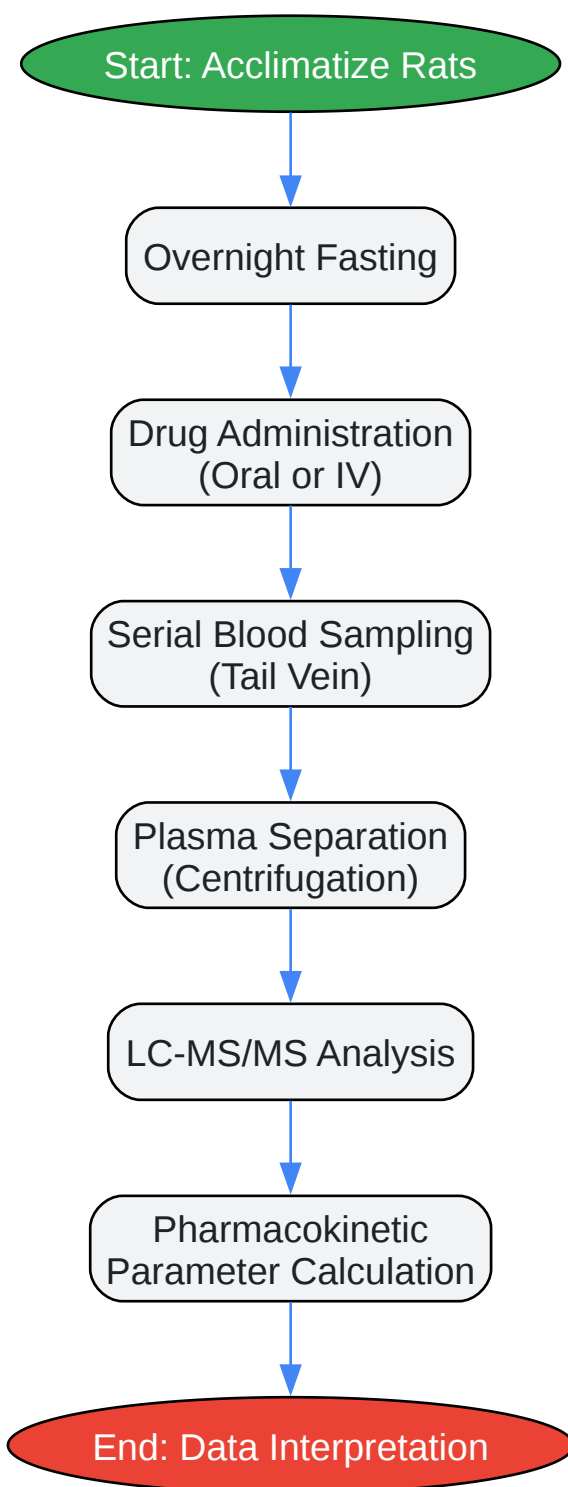 Start: Acclimatize Rats
Overnight Fasting
Drug Administration
(Oral or IV)
Serial Blood Sampling
(Tail Vein)
Plasma Separation
(Centrifugation)
LC-MS/MS Analysis
Pharmacokinetic
Parameter Calculation
End: Data Interpretation